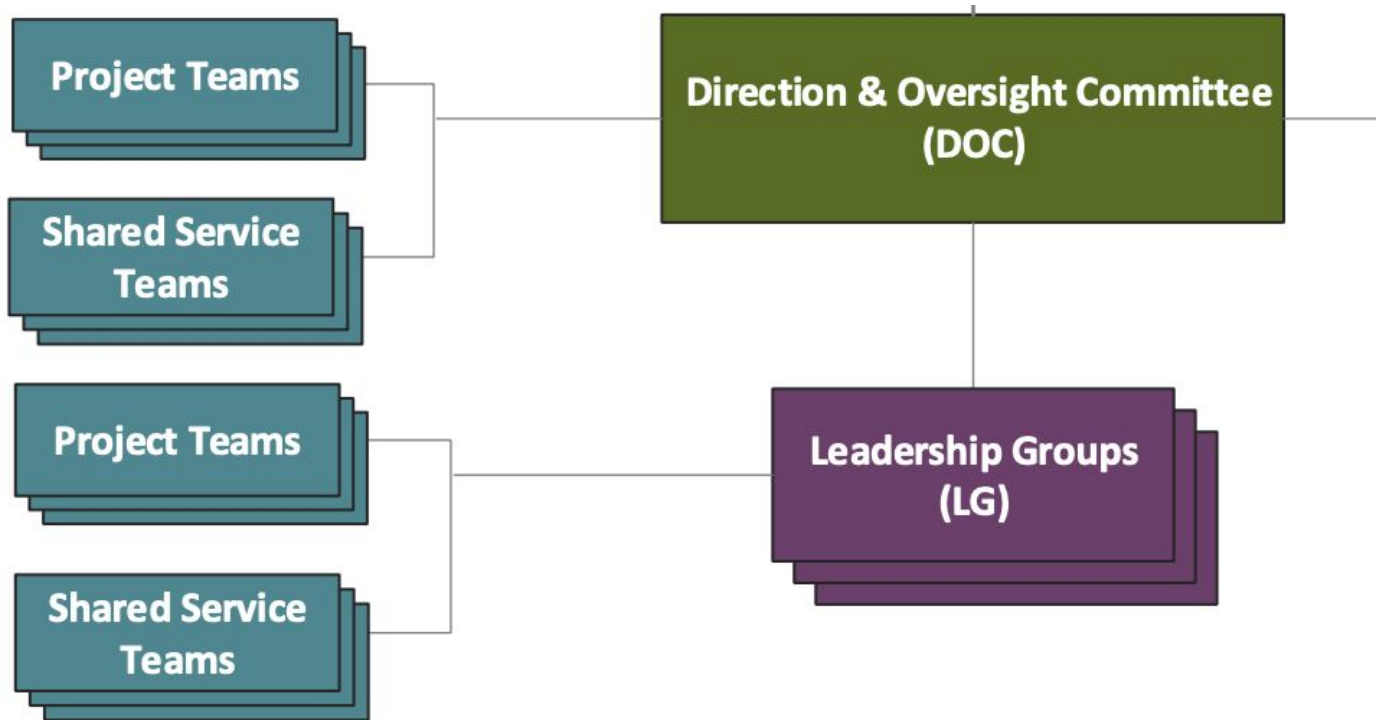 Project Teams
Direction & Oversight Committee
(DOC)
Shared Service
Teams
Project Teams
Leadership Groups
(LG)
Shared Service
Teams